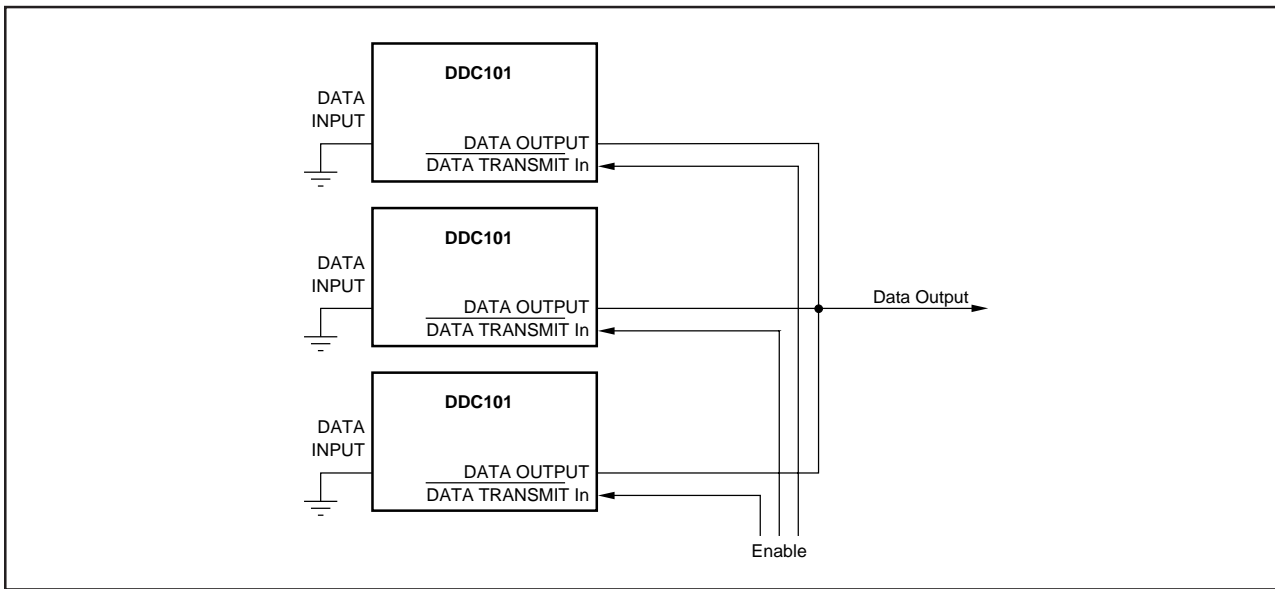 DDC101
DATA
INPUT
DATA OUTPUT
DATA TRANSMIT In
DDC101
DATA
INPUT
DATA OUTPUT
DATA TRANSMIT In
Data Output
DDC101
DATA
INPUT
DATA OUTPUT
DATA TRANSMIT In
Enable